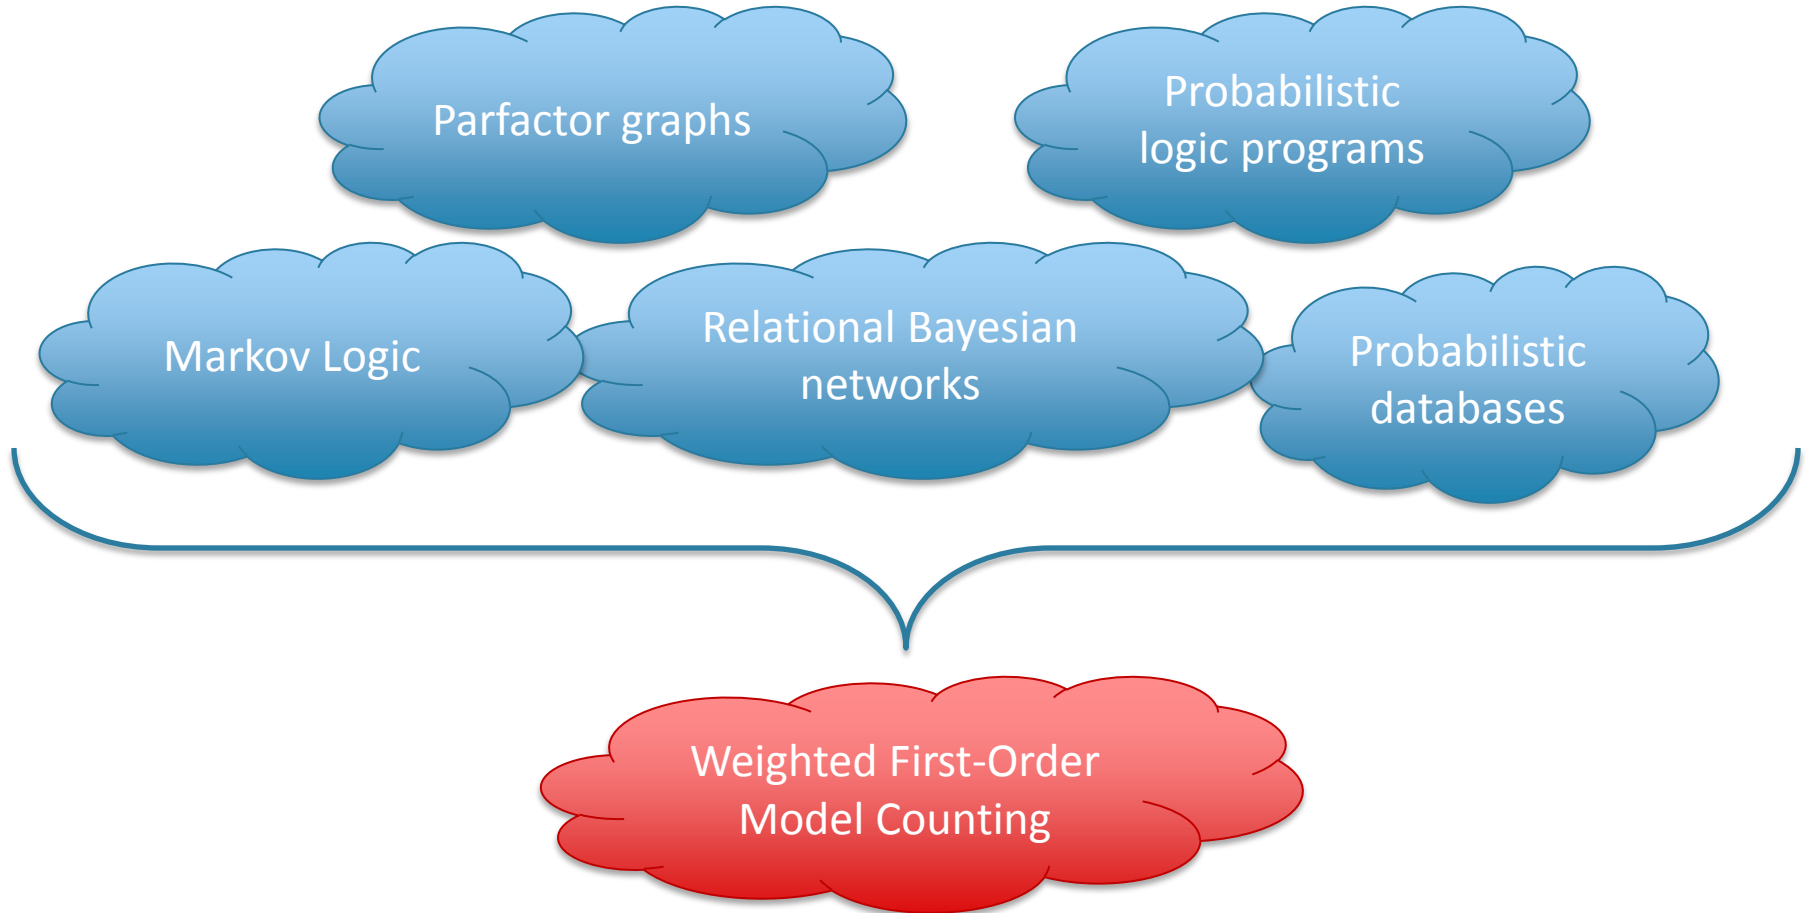 Parfactor graphs
Probabilistic
logic programs
Markov Logic
Relational Bayesian
networks
Probabilistic
databases
Weighted First-Order
Model Counting